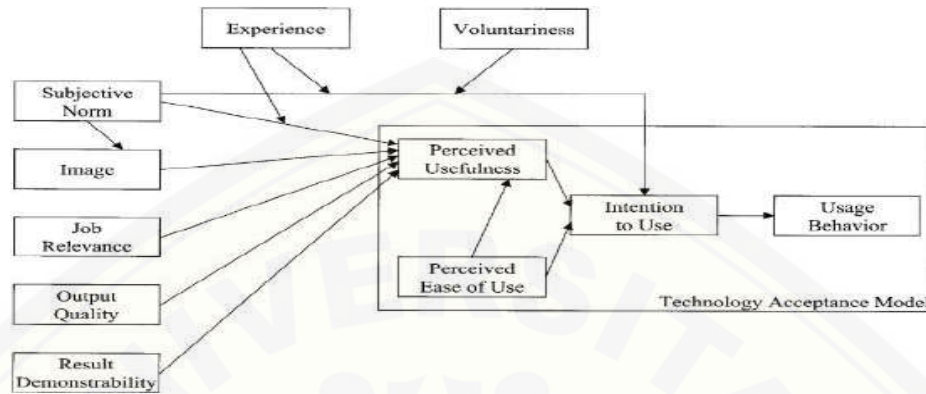 Experience
Voluntariness
Subjective
Norm
Image
Job
Relevance
Output
Quality
Result
Demonstrability
Perceived
Usefulness
Perceived
Ease of Use
Intention
to Use
Usage
Behavior
Technology Acceptance Model